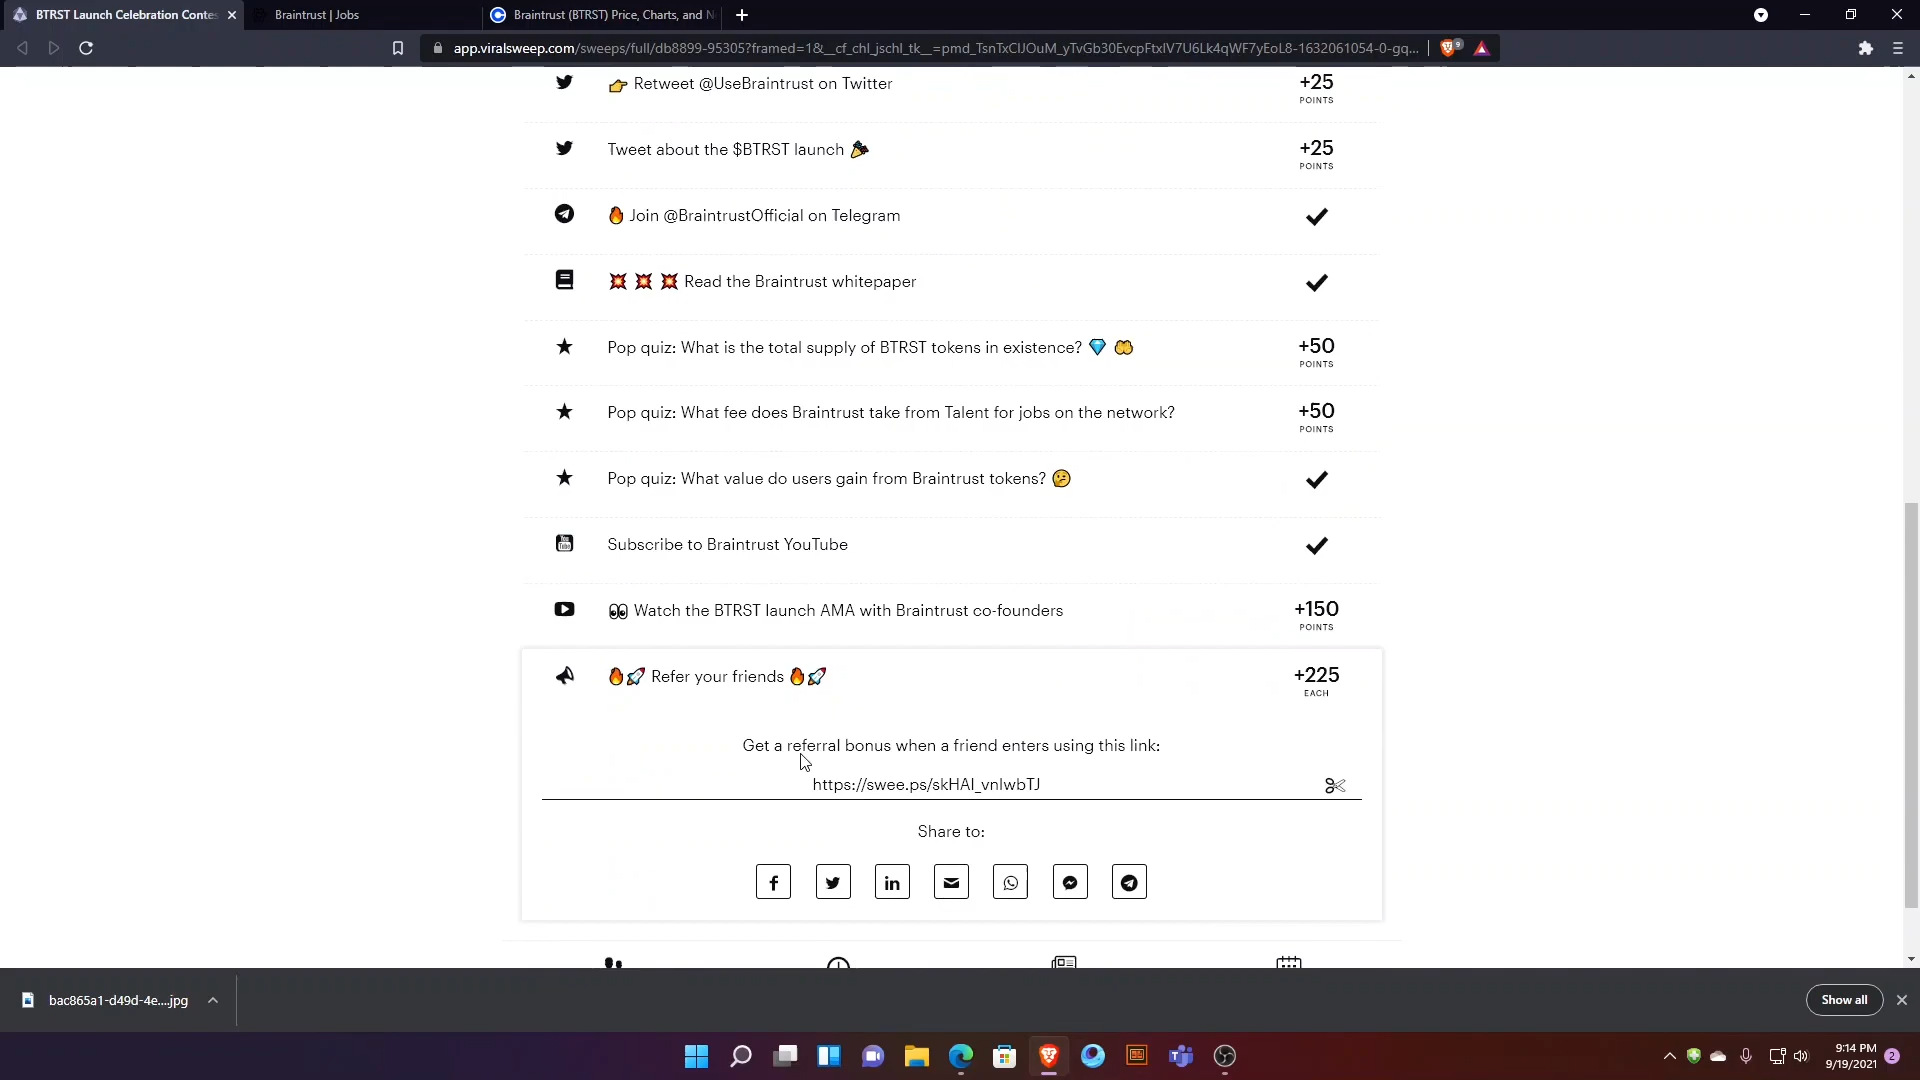 BTRST Launch Celebration Contes
Braintrust | Jobs
Braintrust (BTRST) Price, Charts, and N
app.viralsweep.com/sweeps/full/db8899-95305?framed=1&__cf_chl_jschl_tk__=pmd_TsnTxClJOuM_yTvGb30EvcpFtxIV7U6Lk4qWF7yEoL8-1632061054-0-gq...
Retweet @UseBraintrust on Twitter
+25
POINTS
Tweet about the $BTRST launch
+25
POINTS
Join @BraintrustOfficial on Telegram
Read the Braintrust whitepaper
Pop quiz: What is the total supply of BTRST tokens in existence?
+50
POINTS
Pop quiz: What fee does Braintrust take from Talent for jobs on the network?
+50
POINTS
Pop quiz: What value do users gain from Braintrust tokens?
Subscribe to Braintrust YouTube
Watch the BTRST launch AMA with Braintrust co-founders
+150
POINTS
Refer your friends
+225
EACH
Get a referral bonus when a friend enters using this link:
https://swee.ps/skHAI_vnlwbTJ
Share to:
bac865a1-d49d-4e....jpg
Show all
9:14 PM
9/19/2021
2